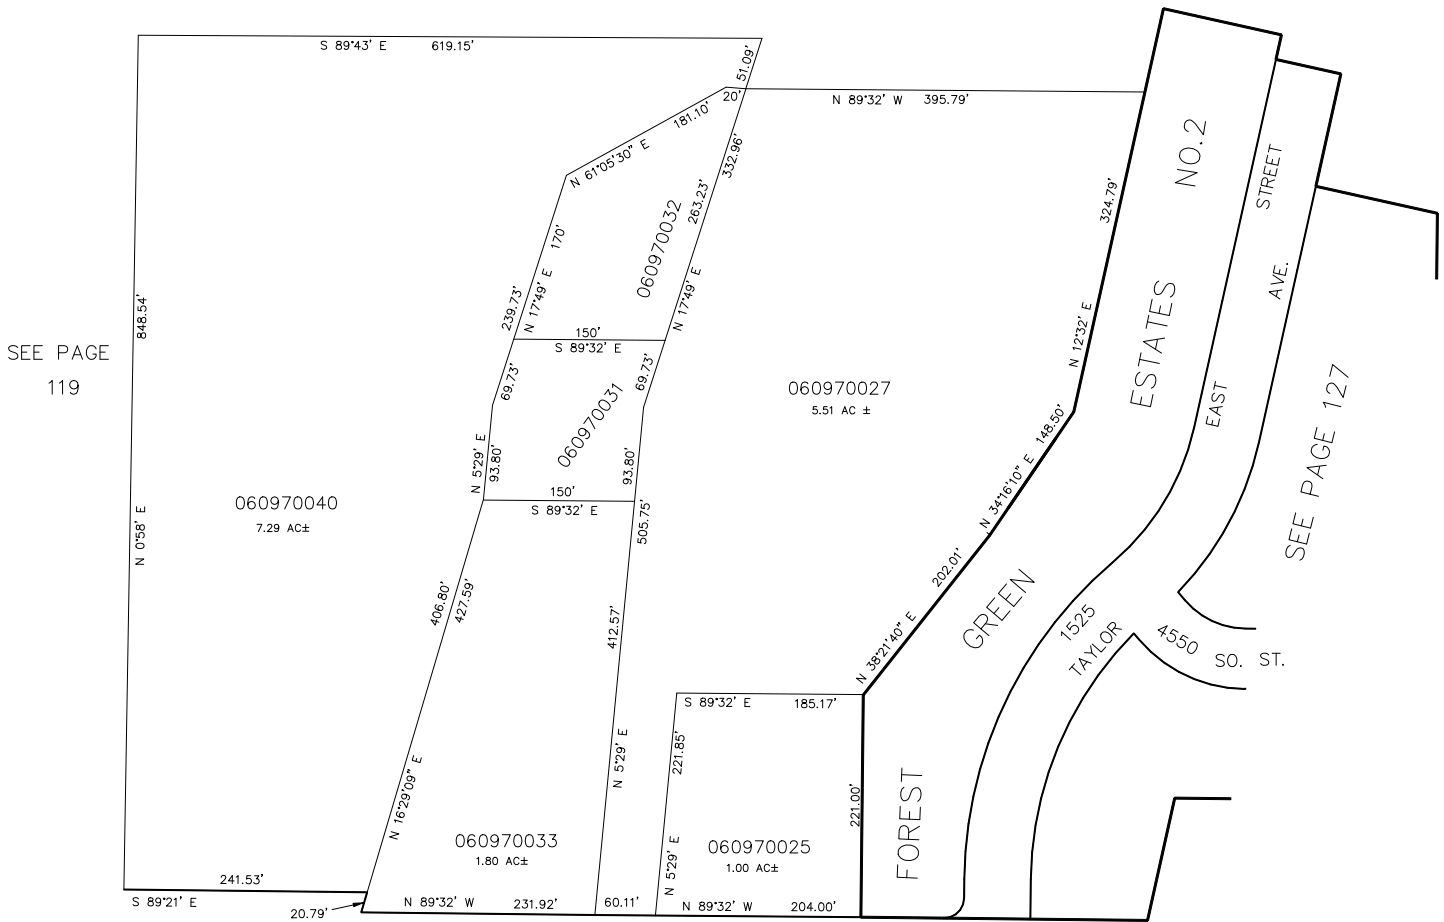 S 89°43' E 619.15'
51.09'
20'
N 89°32' W 395.79'
181.10'
N 61°05'30" E
332.96'
263.23'
NO.2
STREET
324.79'
060970032
170'
N 17°49' E
239.73'
N 17°49' E
AVE.
848.54'
SEE PAGE
119
150'
S 89°32' E
69.73'
69.73'
060970031
060970027
5.51 AC ±
N 12°32' E
ESTATES
EAST
SEE PAGE 127
148.50'
N 34°16'10" E
N 5°29' E
93.80'
93.80'
150'
S 89°32' E
505.75'
060970040
7.29 AC±
N 0°58' E
202.01'
N 38°21'40" E
GREEN
406.80'
427.59'
412.57'
1525
TAYLOR
4550 SO. ST.
S 89°32' E 185.17'
221.85'
N 5°29' E
N 16°29'09" E
221.00'
FOREST
060970033
1.80 AC±
060970025
1.00 AC±
N 5°29' E
241.53'
S 89°21' E
20.79'
N 89°32' W 231.92'
60.11'
N 89°32' W 204.00'